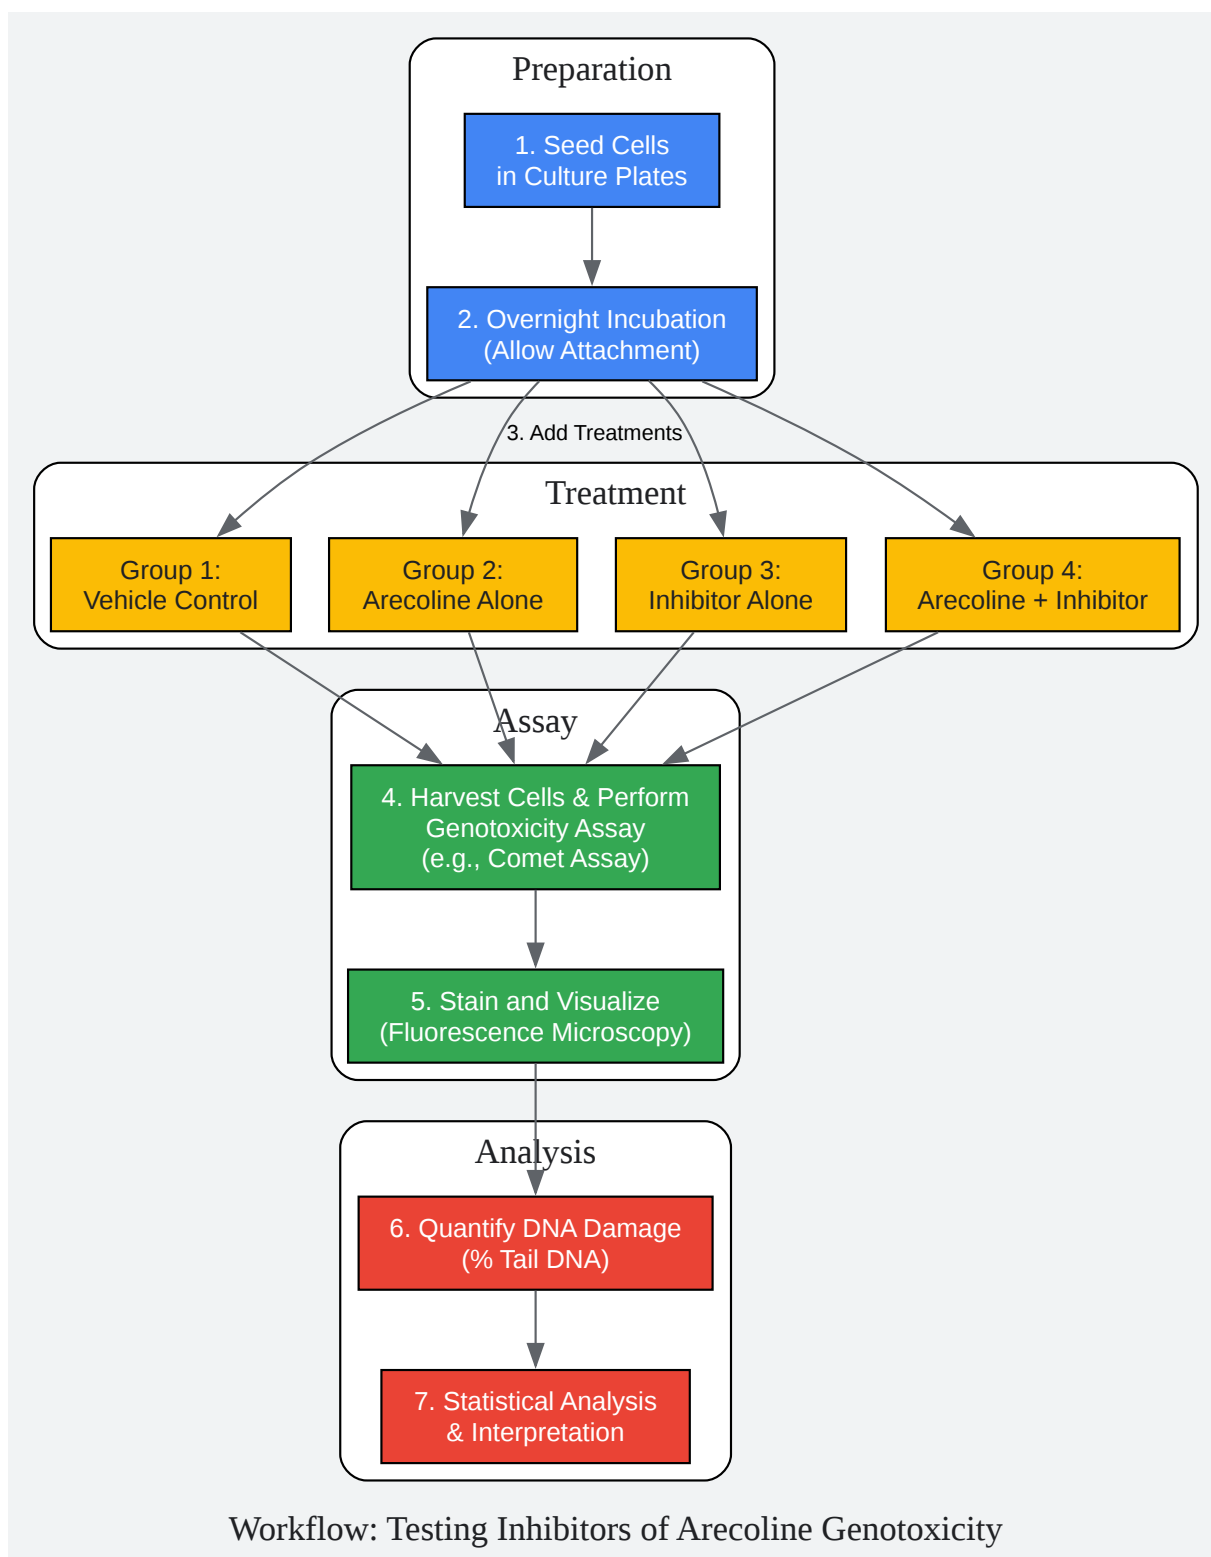 Preparation
1. Seed Cells
in Culture Plates
2. Overnight Incubation
(Allow Attachment)
3. Add Treatments
Treatment
Group 1:
Vehicle Control
Group 2:
Arecoline Alone
Group 3:
Inhibitor Alone
Group 4:
Arecoline + Inhibitor
Assay
4. Harvest Cells & Perform
Genotoxicity Assay
(e.g., Comet Assay)
5. Stain and Visualize
(Fluorescence Microscopy)
Analysis
6. Quantify DNA Damage
(% Tail DNA)
7. Statistical Analysis
& Interpretation
Workflow: Testing Inhibitors of Arecoline Genotoxicity